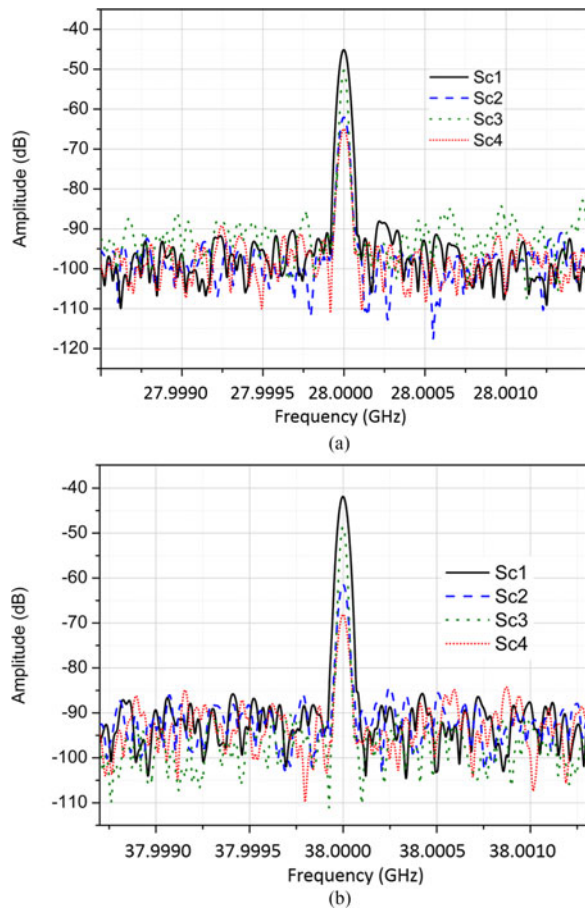 -40
-50
-60
-70
-80
-90
-100
-110
-120
Amplitude (dB)
Sc1
Sc2
Sc3
Sc4
27.9990 27.9995 28.0000 28.0005 28.0010
Frequency (GHz)
(a)
-40
-50
-60
-70
-80
-90
-100
-110
Amplitude (dB)
Sc1
Sc2
Sc3
Sc4
37.9990 37.9995 38.0000 38.0005 38.0010
Frequency (GHz)
(b)